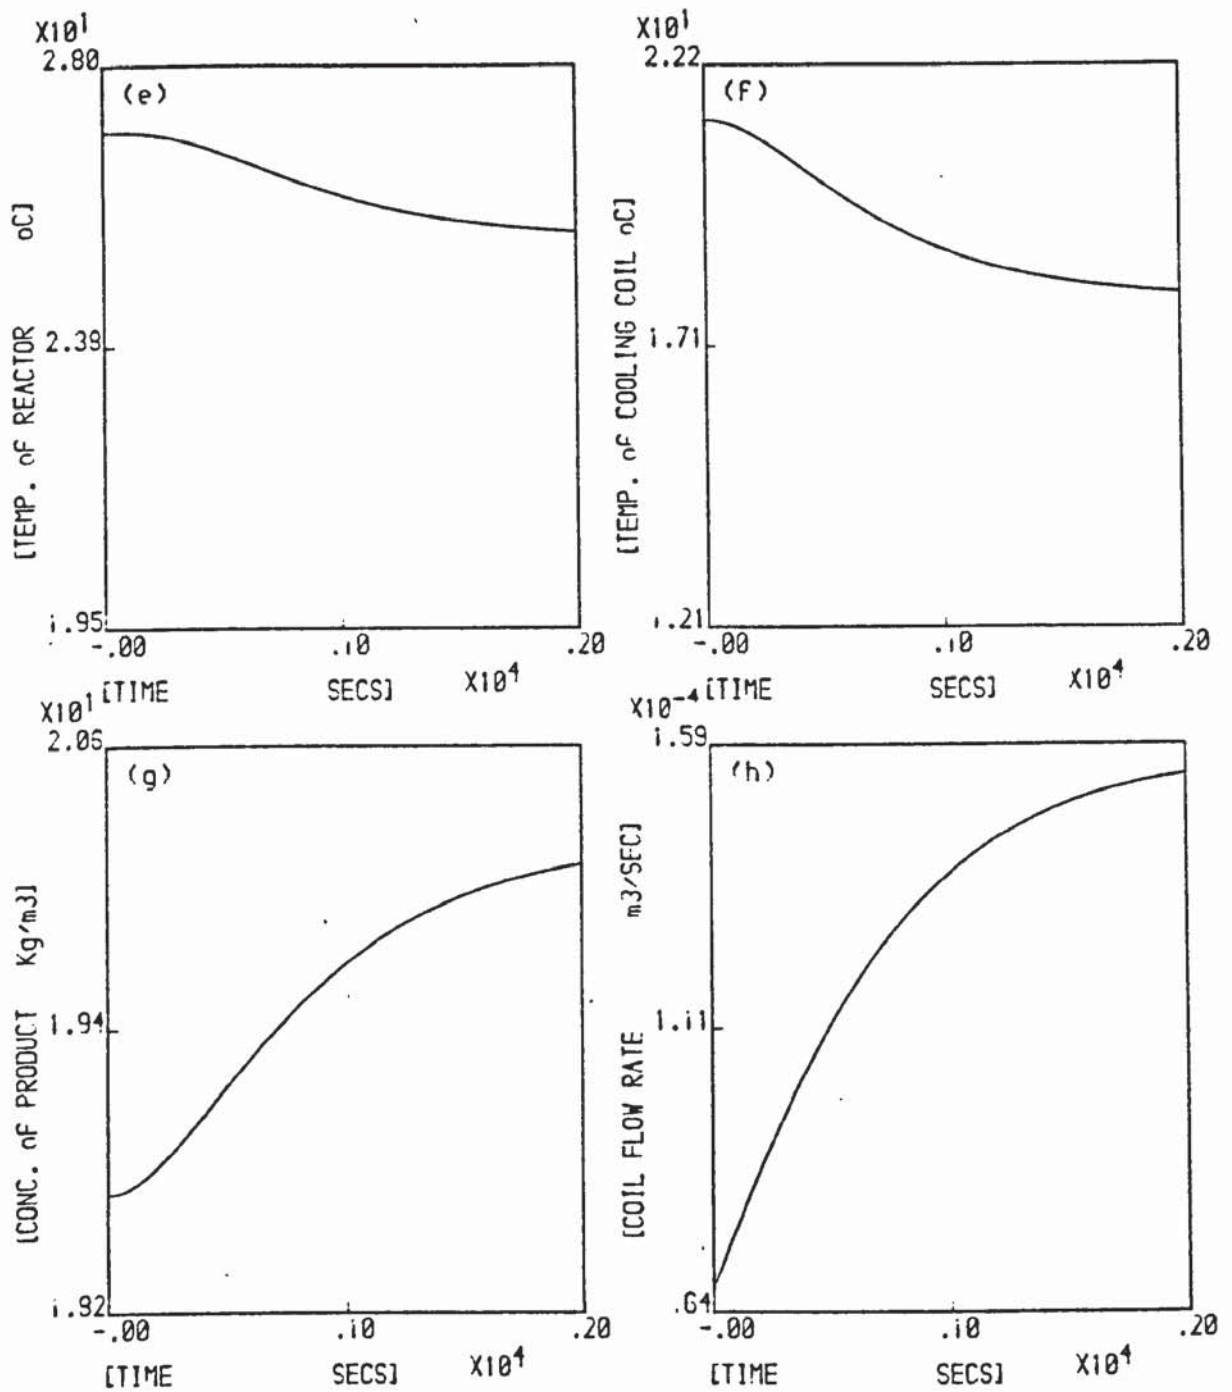 X10¹
2.80
(e)
[TEMP. of REACTOR oC]
2.39
1.95
-.00 .10 .20
[TIME SECS] X10⁴
X10¹
2.22
(f)
[TEMP. of COOLING COIL oC]
1.71
1.21
-.00 .10 .20
[TIME SECS] X10⁴
X10¹
2.06
(g)
[CONC. of PRODUCT Kg/m3]
1.94
1.82
-.00 .10 .20
[TIME SECS] X10⁴
X10⁻⁴
1.59
(h)
[COIL FLOW RATE m3/SEC]
1.11
.64
-.00 .10 .20
[TIME SECS] X10⁴